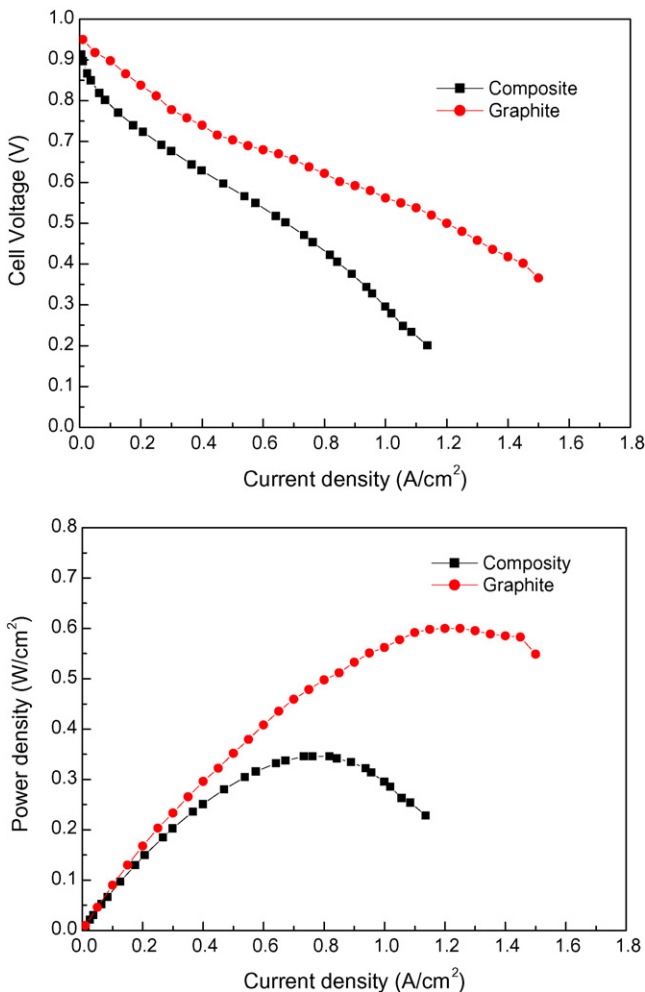 1.0
0.9
0.8
0.7
0.6
0.5
0.4
0.3
0.2
0.1
0.0
Cell Voltage (V)
Composite
Graphite
0.0 0.2 0.4 0.6 0.8 1.0 1.2 1.4 1.6 1.8
Current density (A/cm²)
0.8
0.7
0.6
0.5
0.4
0.3
0.2
0.1
0.0
Power density (W/cm²)
Composity
Graphite
0.0 0.2 0.4 0.6 0.8 1.0 1.2 1.4 1.6 1.8
Current density (A/cm²)